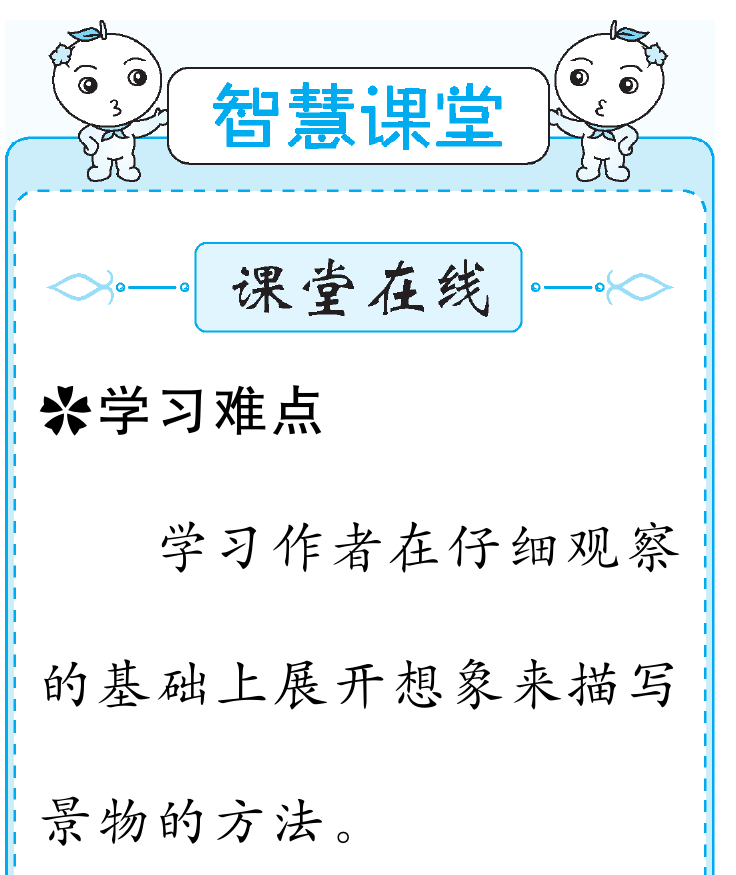 智慧课堂
课堂在线
学习难点
学习作者在仔细观察
的基础上展开想象来描写
景物的方法。